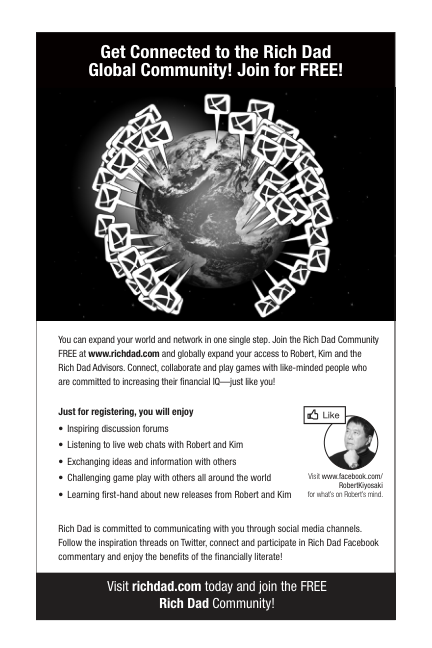 Get Connected to the Rich Dad
Global Community! Join for FREE!
You can expand your world and network in one single step. Join the Rich Dad Community
FREE at www.richdad.com and globally expand your access to Robert, Kim and the
Rich Dad Advisors. Connect, collaborate and play games with like-minded people who
are committed to increasing their financial IQ—just like you!
Just for registering, you will enjoy
• Inspiring discussion forums
• Listening to live web chats with Robert and Kim
• Exchanging ideas and information with others
• Challenging game play with others all around the world
• Learning first-hand about new releases from Robert and Kim
Like
Visit www.facebook.com/
RobertKiyosaki
for what's on Robert's mind.
Rich Dad is committed to communicating with you through social media channels.
Follow the inspiration threads on Twitter, connect and participate in Rich Dad Facebook
commentary and enjoy the benefits of the financially literate!
Visit richdad.com today and join the FREE
Rich Dad Community!